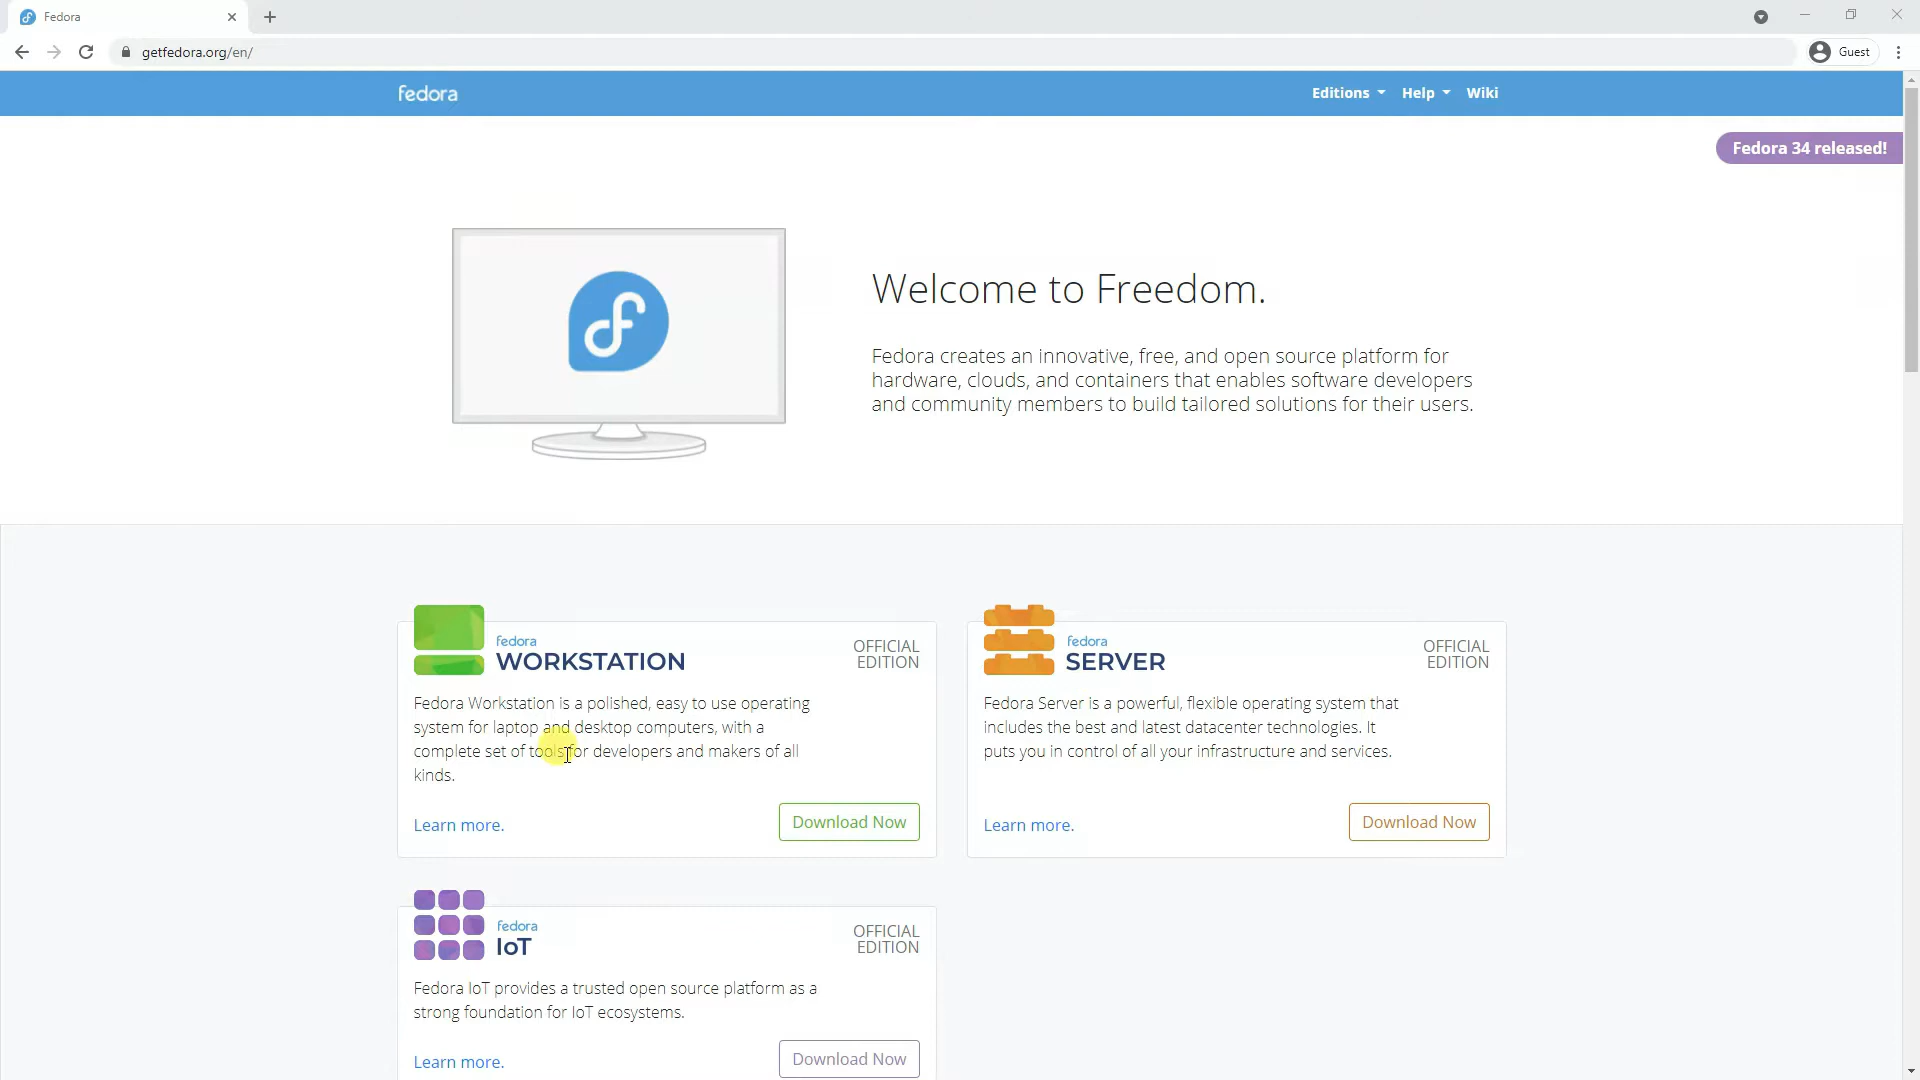 Fedora
getfedora.org/en/
Guest
fedora
Editions
Help
Wiki
Fedora 34 released!
Welcome to Freedom.
Fedora creates an innovative, free, and open source platform for
hardware, clouds, and containers that enables software developers
and community members to build tailored solutions for their users.
fedora
WORKSTATION
OFFICIAL
EDITION
Fedora Workstation is a polished, easy to use operating
system for laptop and desktop computers, with a
complete set of tools for developers and makers of all
kinds.
Learn more.
Download Now
fedora
SERVER
OFFICIAL
EDITION
Fedora Server is a powerful, flexible operating system that
includes the best and latest datacenter technologies. It
puts you in control of all your infrastructure and services.
Learn more.
Download Now
fedora
IoT
OFFICIAL
EDITION
Fedora IoT provides a trusted open source platform as a
strong foundation for IoT ecosystems.
Learn more.
Download Now